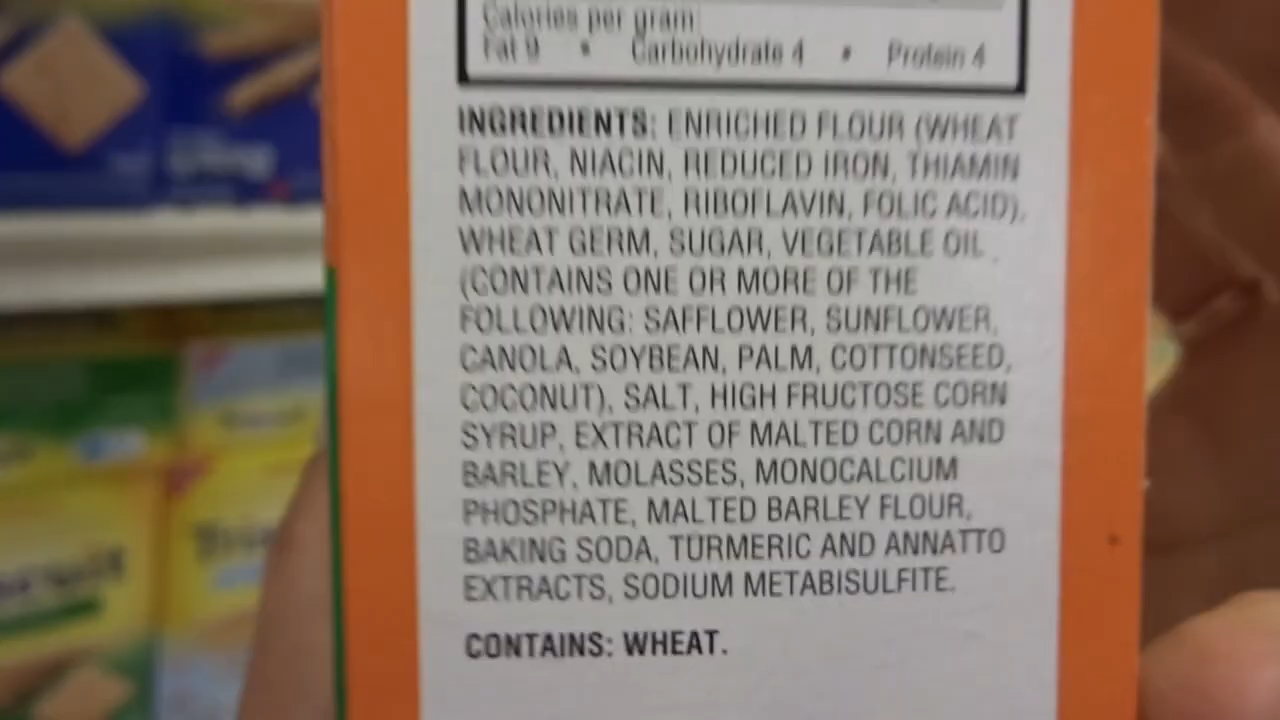 Calories per gram:
Fat 9 • Carbohydrate 4 • Protein 4
INGREDIENTS: ENRICHED FLOUR (WHEAT
FLOUR, NIACIN, REDUCED IRON, THIAMIN
MONONITRATE, RIBOFLAVIN, FOLIC ACID),
WHEAT GERM, SUGAR, VEGETABLE OIL
(CONTAINS ONE OR MORE OF THE
FOLLOWING: SAFFLOWER, SUNFLOWER,
CANOLA, SOYBEAN, PALM, COTTONSEED,
COCONUT), SALT, HIGH FRUCTOSE CORN
SYRUP, EXTRACT OF MALTED CORN AND
BARLEY, MOLASSES, MONOCALCIUM
PHOSPHATE, MALTED BARLEY FLOUR,
BAKING SODA, TURMERIC AND ANNATTO
EXTRACTS, SODIUM METABISULFITE.
CONTAINS: WHEAT.